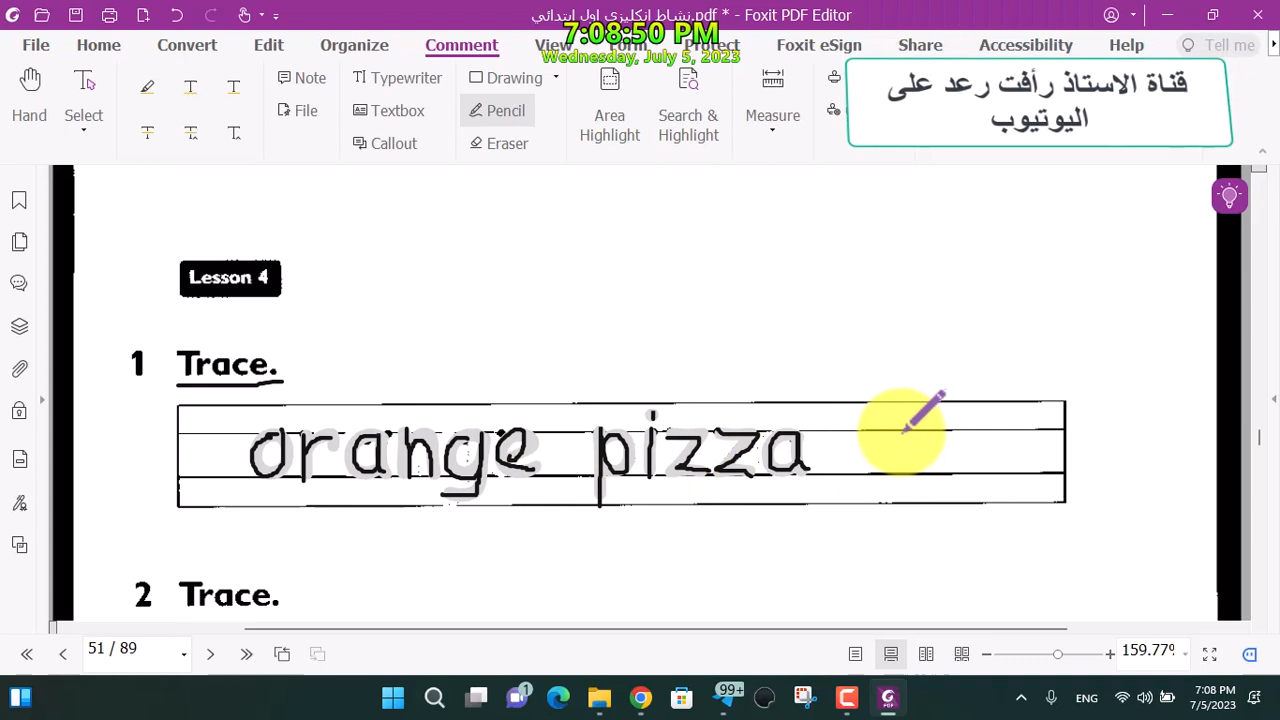 نشاط انكليزي اول ابتدائي.pdf * - Foxit PDF Editor
7:08:50 PM
Wednesday, July 5, 2023
File Home Convert Edit Organize Comment View Form Protect Foxit eSign Share Accessibility Help Tell me
Hand
Select
Note
File
Typewriter
Textbox
Callout
Drawing
Pencil
Eraser
Area Highlight
Search & Highlight
Measure
قناة الاستاذ رأفت رعد على
اليوتيوب
Lesson 4
1 Trace.
orange pizza
2 Trace.
51 / 89
159.77%
1
99+
PDF
ENG
7:08 PM
7/5/2023